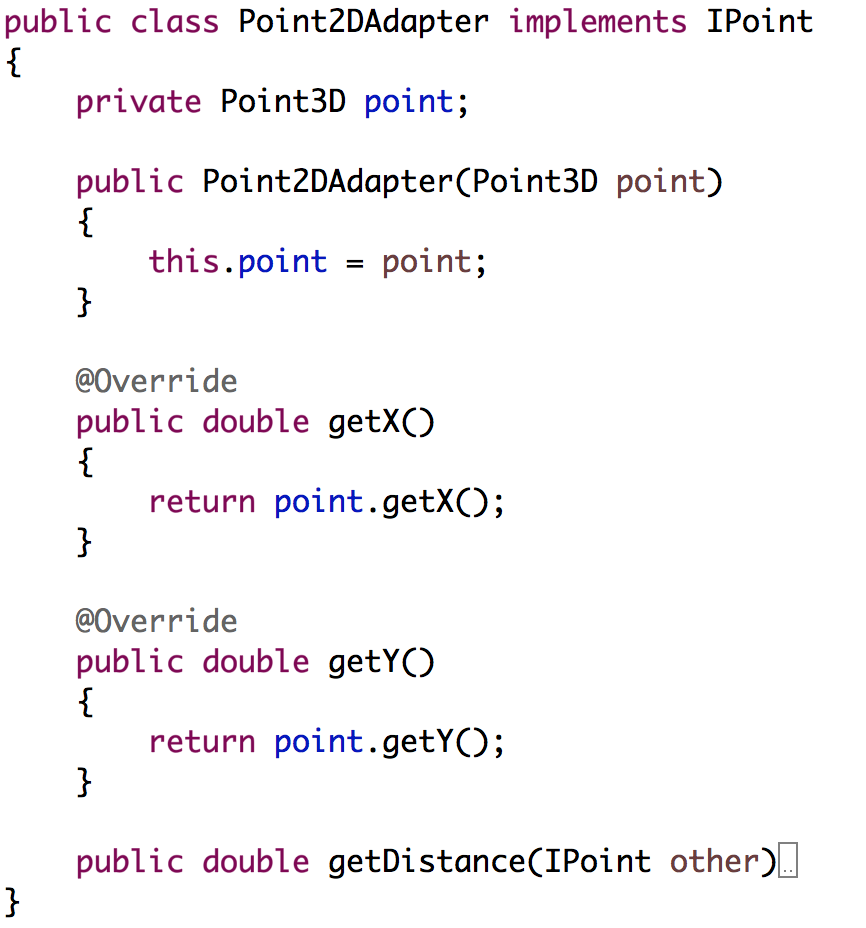 public class Point2DAdapter implements IPoint
{
    private Point3D point;

    public Point2DAdapter(Point3D point)
    {
        this.point = point;
    }

    @Override
    public double getX()
    {
        return point.getX();
    }

    @Override
    public double getY()
    {
        return point.getY();
    }

    public double getDistance(IPoint other)..
}